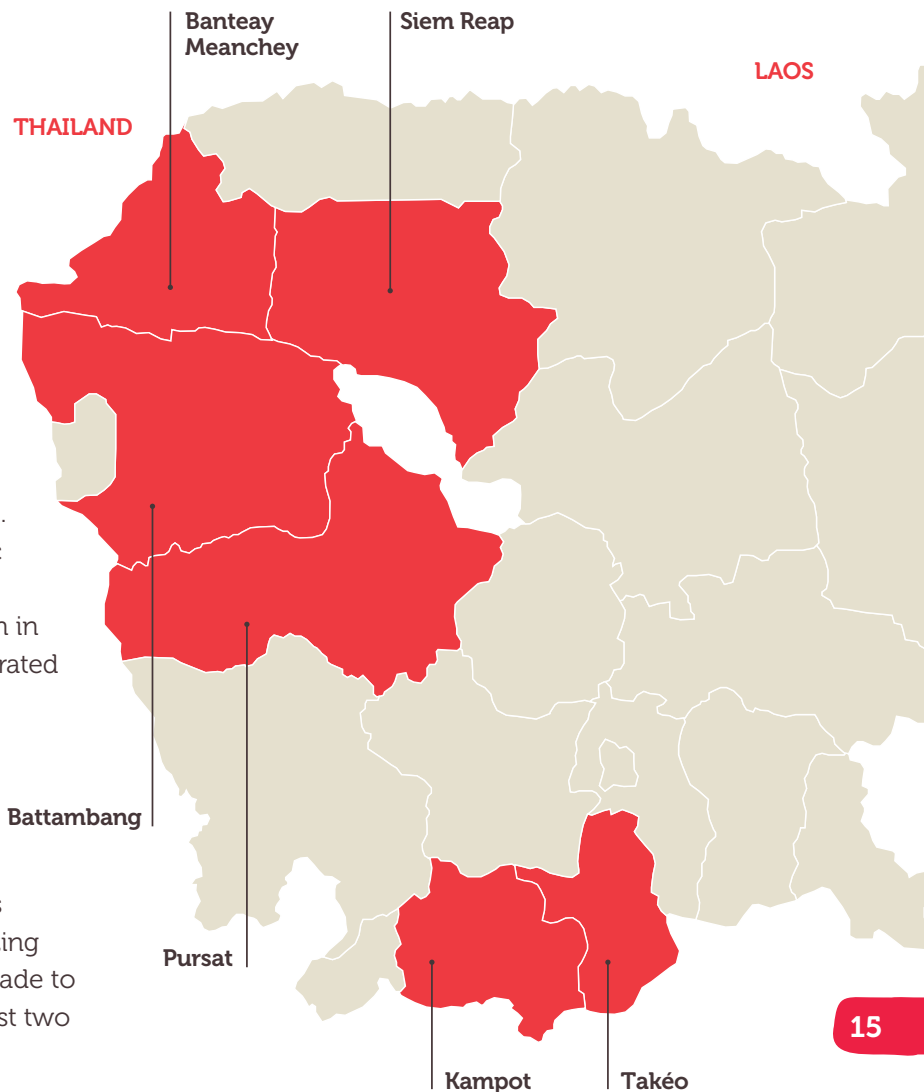 Banteay
Meanchey
Siem Reap
LAOS
THAILAND
.
in
rated
Battambang
ing
Pursat
ade to
st two
15
Kampot
Takéo